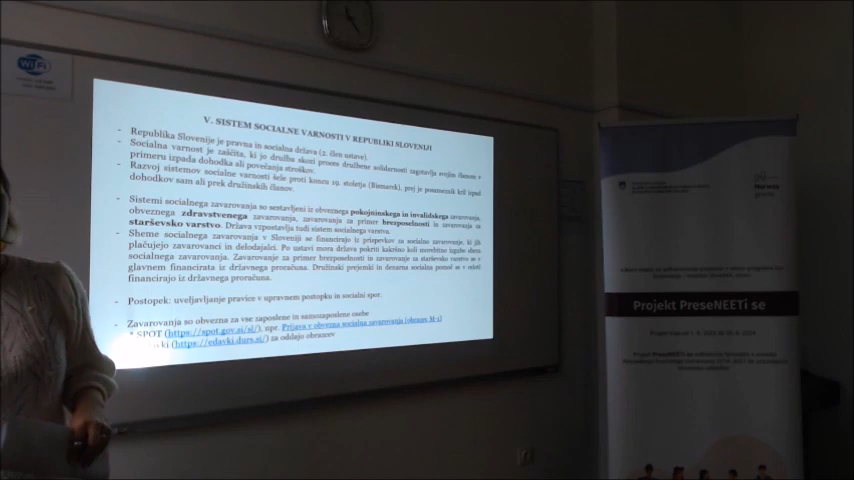 WiFi
V. SISTEM SOCIALNE VARNOSTI V REPUBLIKI SLOVENIJI
- Republika Slovenije je pravna in socialna država (2. člen ustave).
- Socialna varnost je zaščita, ki jo družba skozi proces družbene solidarnosti zagotavlja svojim članom v
primeru izpada dohodka ali povečanja stroškov.
- Razvoj sistemov socialne varnosti šele proti koncu 19. stoletja (Bismarck), prej je posameznik kril izpad
dohodkov sam ali prek družinskih članov.
- Sistemi socialnega zavarovanja so sestavljeni iz obveznega pokojninskega in invalidskega zavarovanja,
obveznega zdravstvenega zavarovanja, zavarovanja za primer brezposelnosti in zavarovanja za
starševsko varstvo. Država vzpostavlja tudi sistem socialnega varstva.
- Sheme socialnega zavarovanja v Sloveniji se financirajo iz prispevkov za socialno zavarovanje, ki jih
plačujejo zavarovanci in delodajalci. Po ustavi mora država pokriti kakršno koli morebitno izgubo shem
socialnega zavarovanja. Zavarovanje za primer brezposelnosti in zavarovanje za starševsko varstvo se v
glavnem financirata iz državnega proračuna. Družinski prejemki in denarna socialna pomoč se v celoti
financirajo iz državnega proračuna.
- Postopek: uveljavljanje pravice v upravnem postopku in socialni spor.
- Zavarovanja so obvezna za vse zaposlene in samozaposlene osebe
* SPOT (https://spot.gov.si/sl/), npr. Prijava v obvezna socialna zavarovanja (obrazec M-1)
ki (https://edavki.durs.si/) za oddajo obrazcev
Norway
grants
Projekt PreseNEETi se